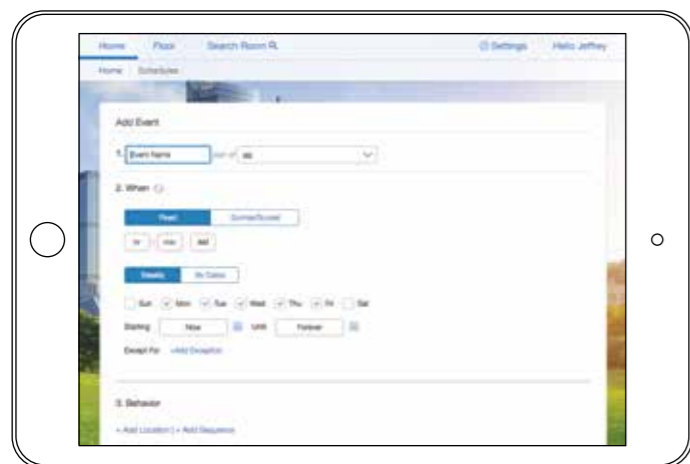 Home Floor Search Room Settings Hello Jeffrey
Home Schedules
Add Event
1. Event Name part of
2. When
Fixed Sunrise/Sunset
hr : min AM
Weekly By Dates
Sun Mon Tue Wed Thu Fri Sat
Starting Now Until Forever
Except For +Add Exception
3. Behavior
+ Add Location | + Add Sequence